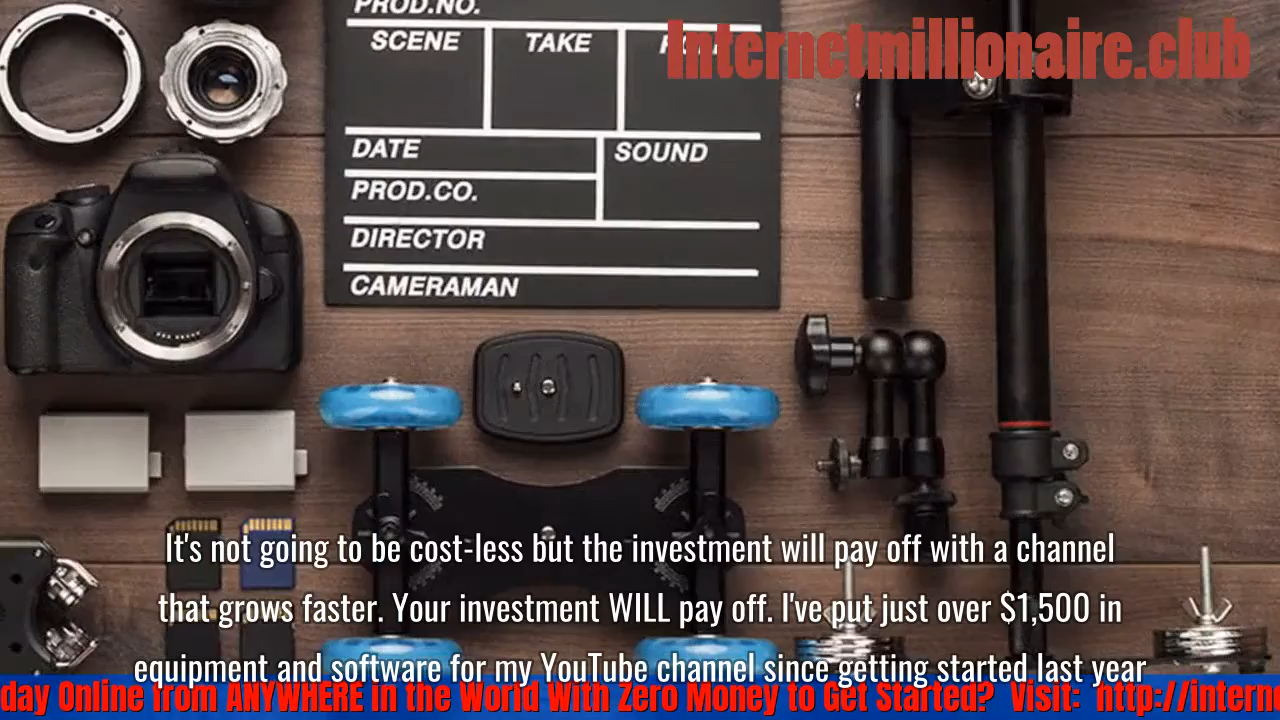 PROD.NO.
Internetmillionaire.club
SCENE TAKE
DATE SOUND
PROD.CO.
DIRECTOR
CAMERAMAN
It's not going to be cost-less but the investment will pay off with a channel
that grows faster. Your investment WILL pay off. I've put just over $1,500 in
equipment and software for my YouTube channel since getting started last year
day Online from ANYWHERE in the World With Zero Money to Get Started? Visit: http://intern